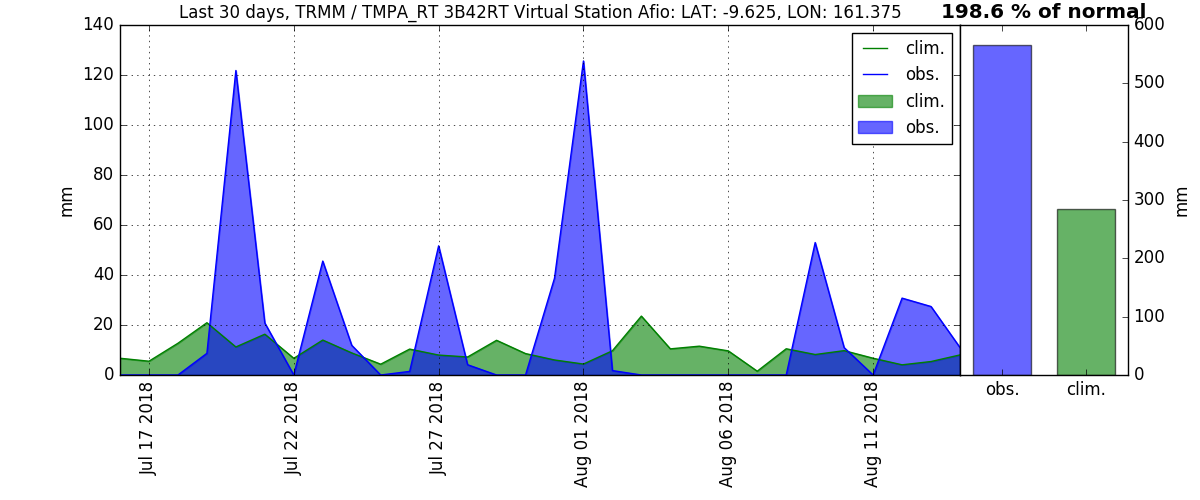 Last 30 days, TRMM / TMPA_RT 3B42RT Virtual Station Afio: LAT: -9.625, LON: 161.375
198.6 % of normal
140
120
100
80
60
40
20
0
mm
clim.
obs.
clim.
obs.
Jul 17 2018
Jul 22 2018
Jul 27 2018
Aug 01 2018
Aug 06 2018
Aug 11 2018
600
500
400
300
200
100
0
mm
obs.
clim.